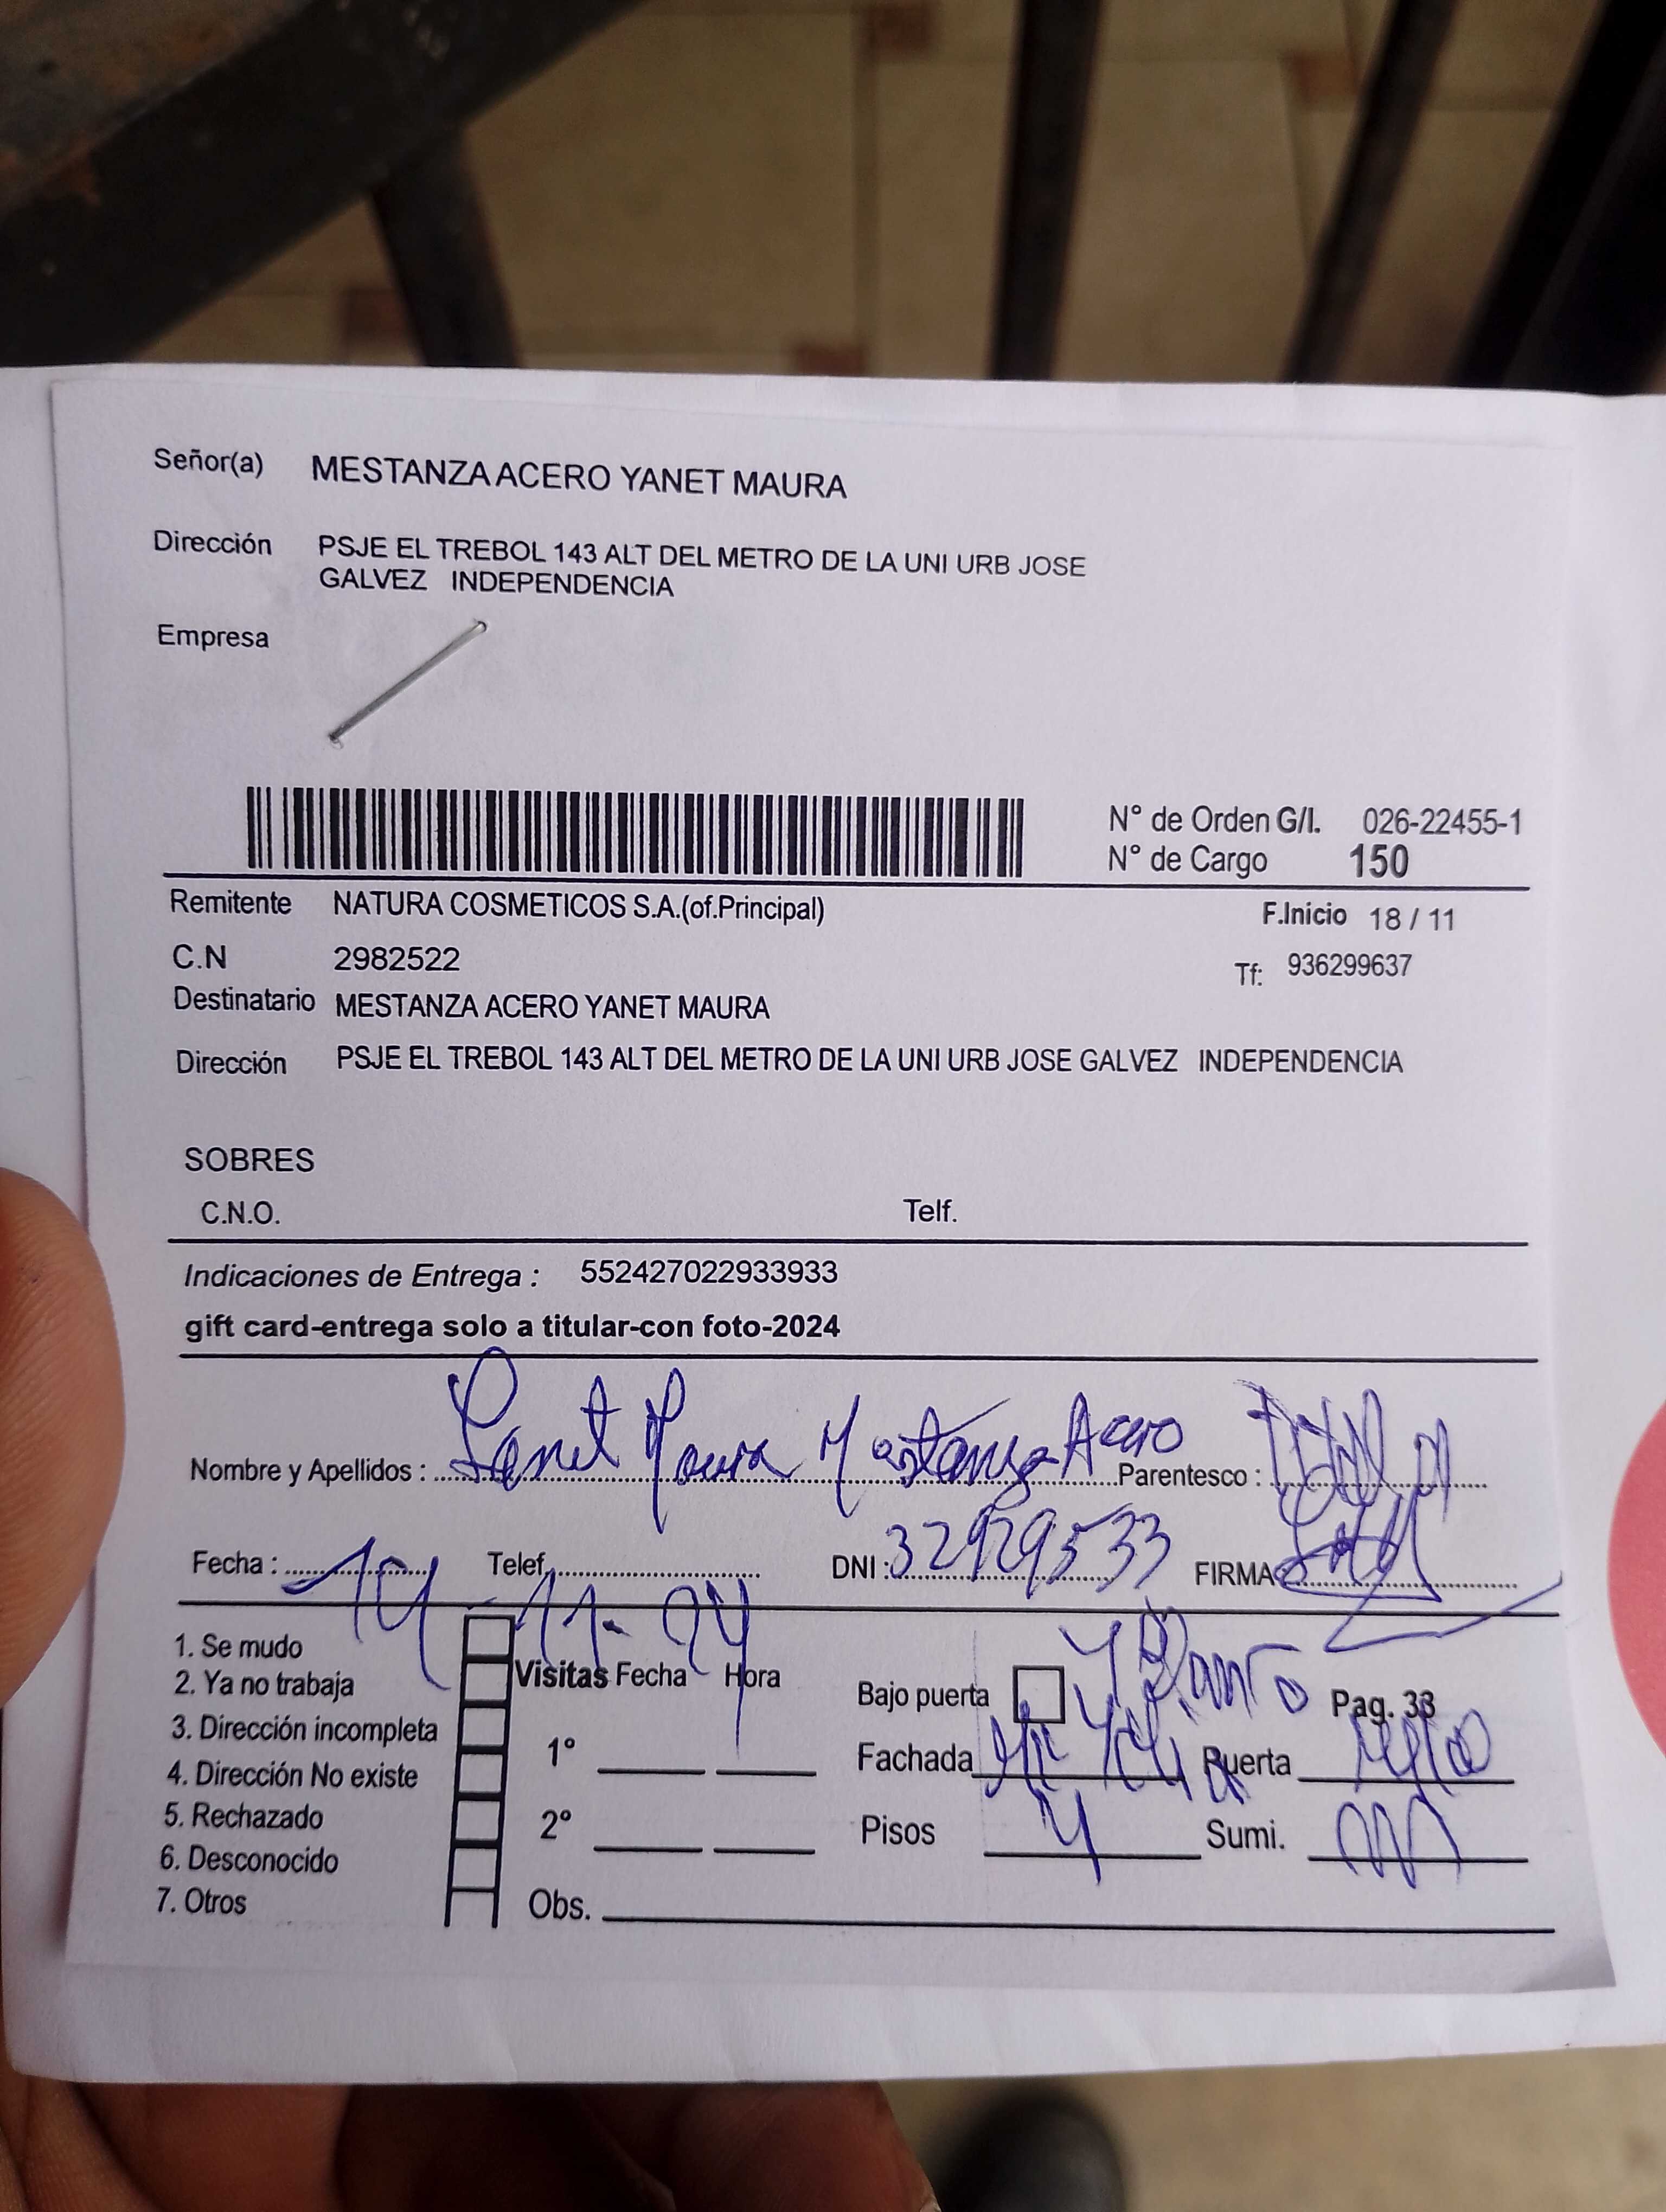 Señor(a) MESTANZA ACERO YANET MAURA
Dirección PSJE EL TREBOL 143 ALT DEL METRO DE LA UNI URB JOSE
GALVEZ INDEPENDENCIA
Empresa
N° de Orden G/I. 026-22455-1
N° de Cargo 150
Remitente NATURA COSMETICOS S.A.(of.Principal) F.Inicio 18 / 11
C.N 2982522 Tf: 936299637
Destinatario MESTANZA ACERO YANET MAURA
Dirección PSJE EL TREBOL 143 ALT DEL METRO DE LA UNI URB JOSE GALVEZ INDEPENDENCIA
SOBRES
C.N.O. Telf.
Indicaciones de Entrega : 552427022933933
gift card-entrega solo a titular-con foto-2024
Nombre y Apellidos : Yanet Maura Mestanza Acero Parentesco :
Fecha : 19 -11- 24 Telef. DNI : 32929533 FIRMA
1. Se mudo
2. Ya no trabaja Visitas Fecha Hora Bajo puerta Pag. 33
3. Dirección incompleta
4. Dirección No existe 1° Fachada Puerta
5. Rechazado 2° Pisos 4 Sumi.
6. Desconocido
7. Otros Obs.